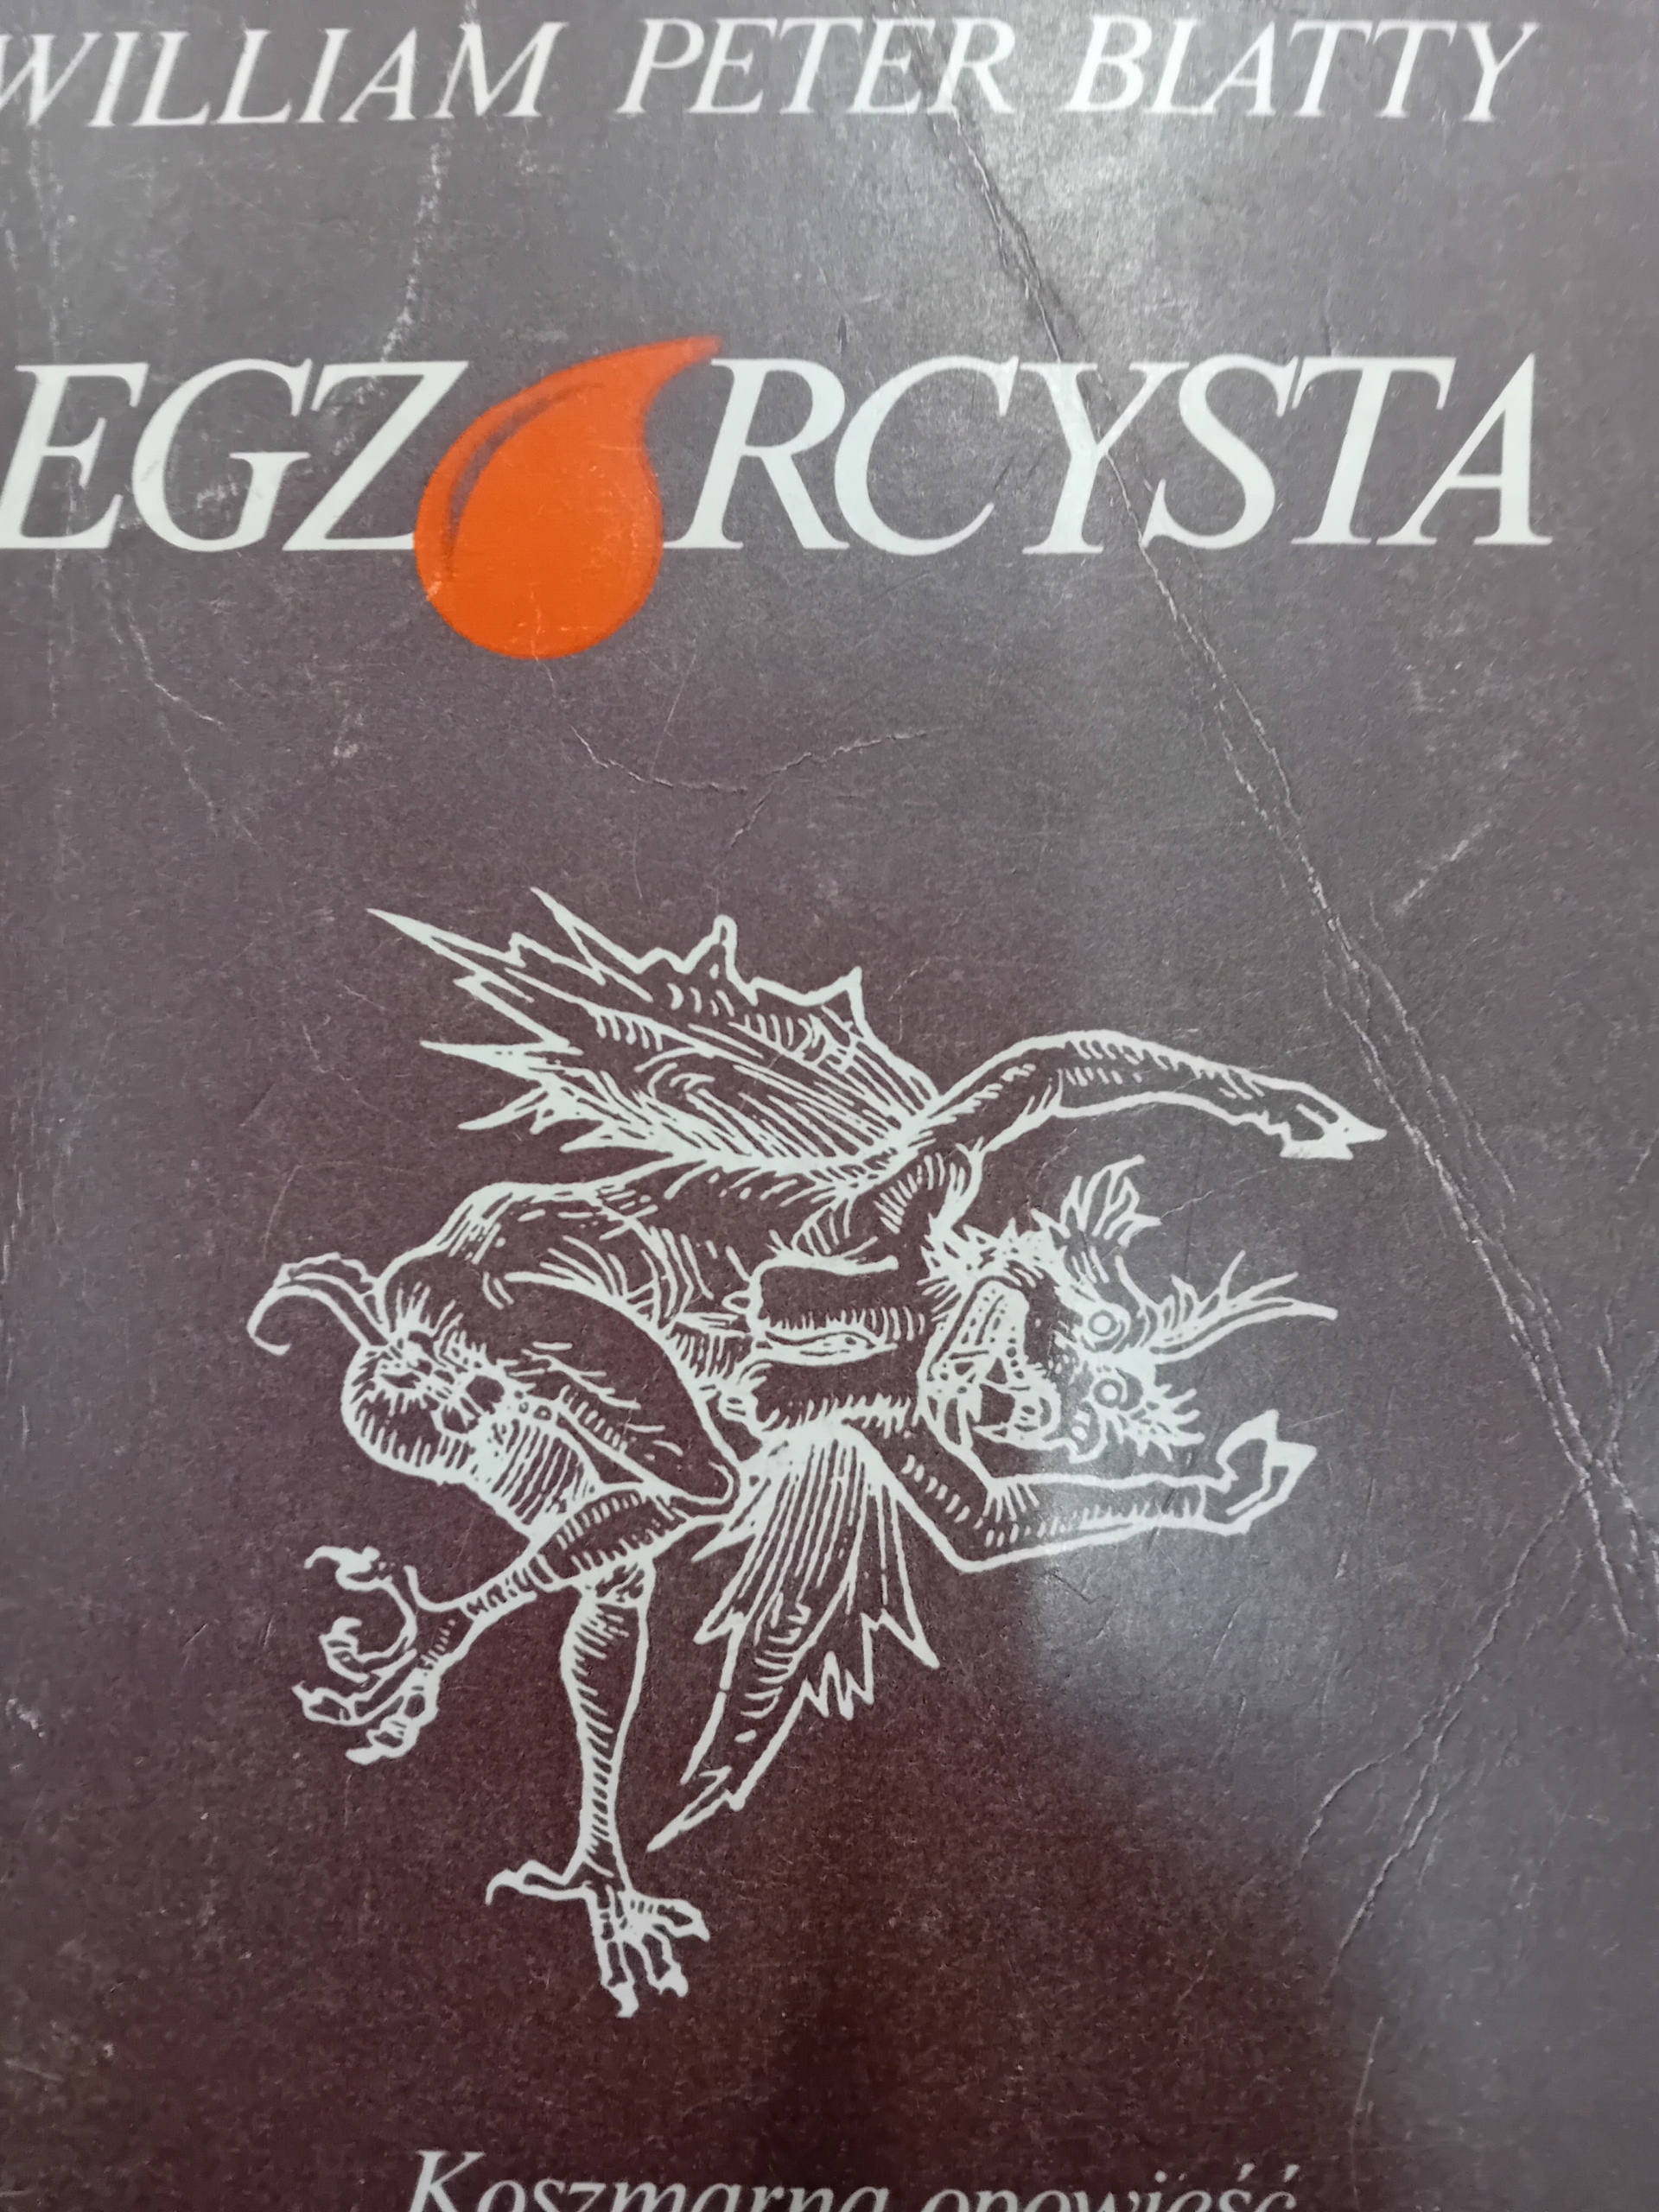 WILLIAM PETER BLATTY
EGZORCYSTA
Koszmarna opowieść